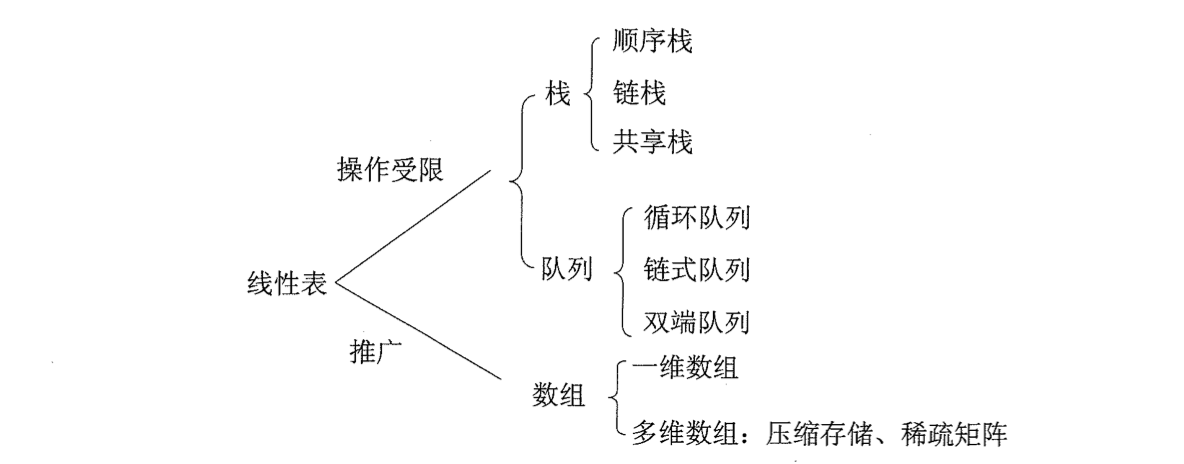 顺序栈
栈
链栈
共享栈
操作受限
循环队列
队列
链式队列
线性表
双端队列
推广
一维数组
数组
多维数组：压缩存储、稀疏矩阵